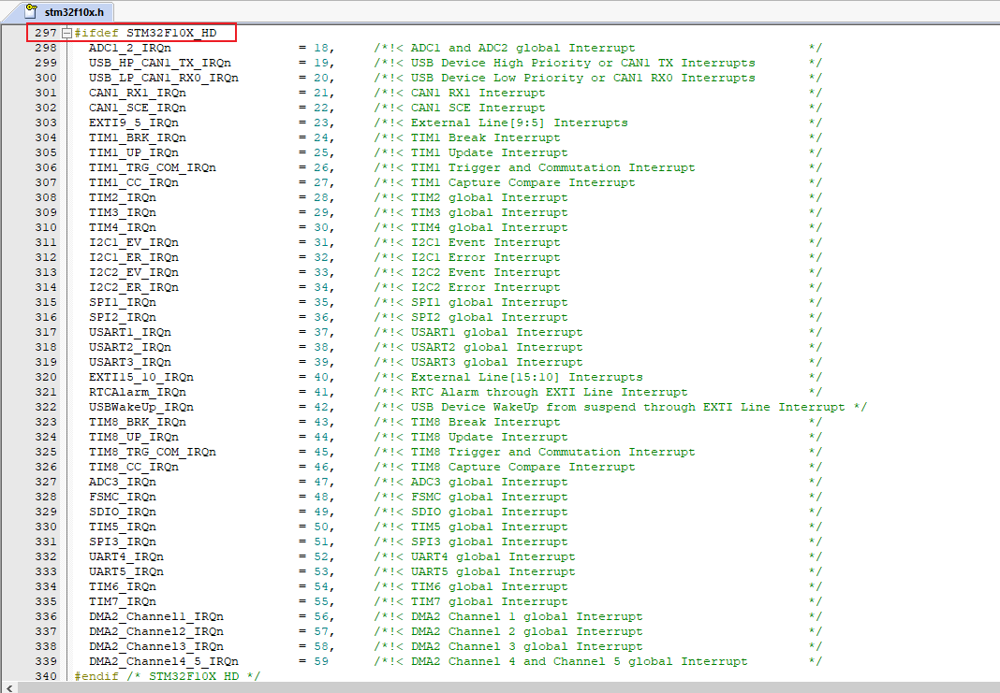 stm32f10x.h
297 #ifdef STM32F10X_HD
298 ADC1_2_IRQn = 18, /*!< ADC1 and ADC2 global Interrupt */
299 USB_HP_CAN1_TX_IRQn = 19, /*!< USB Device High Priority or CAN1 TX Interrupts */
300 USB_LP_CAN1_RX0_IRQn = 20, /*!< USB Device Low Priority or CAN1 RX0 Interrupts */
301 CAN1_RX1_IRQn = 21, /*!< CAN1 RX1 Interrupt */
302 CAN1_SCE_IRQn = 22, /*!< CAN1 SCE Interrupt */
303 EXTI9_5_IRQn = 23, /*!< External Line[9:5] Interrupts */
304 TIM1_BRK_IRQn = 24, /*!< TIM1 Break Interrupt */
305 TIM1_UP_IRQn = 25, /*!< TIM1 Update Interrupt */
306 TIM1_TRG_COM_IRQn = 26, /*!< TIM1 Trigger and Commutation Interrupt */
307 TIM1_CC_IRQn = 27, /*!< TIM1 Capture Compare Interrupt */
308 TIM2_IRQn = 28, /*!< TIM2 global Interrupt */
309 TIM3_IRQn = 29, /*!< TIM3 global Interrupt */
310 TIM4_IRQn = 30, /*!< TIM4 global Interrupt */
311 I2C1_EV_IRQn = 31, /*!< I2C1 Event Interrupt */
312 I2C1_ER_IRQn = 32, /*!< I2C1 Error Interrupt */
313 I2C2_EV_IRQn = 33, /*!< I2C2 Event Interrupt */
314 I2C2_ER_IRQn = 34, /*!< I2C2 Error Interrupt */
315 SPI1_IRQn = 35, /*!< SPI1 global Interrupt */
316 SPI2_IRQn = 36, /*!< SPI2 global Interrupt */
317 USART1_IRQn = 37, /*!< USART1 global Interrupt */
318 USART2_IRQn = 38, /*!< USART2 global Interrupt */
319 USART3_IRQn = 39, /*!< USART3 global Interrupt */
320 EXTI15_10_IRQn = 40, /*!< External Line[15:10] Interrupts */
321 RTCAlarm_IRQn = 41, /*!< RTC Alarm through EXTI Line Interrupt */
322 USBWakeUp_IRQn = 42, /*!< USB Device WakeUp from suspend through EXTI Line Interrupt */
323 TIM8_BRK_IRQn = 43, /*!< TIM8 Break Interrupt */
324 TIM8_UP_IRQn = 44, /*!< TIM8 Update Interrupt */
325 TIM8_TRG_COM_IRQn = 45, /*!< TIM8 Trigger and Commutation Interrupt */
326 TIM8_CC_IRQn = 46, /*!< TIM8 Capture Compare Interrupt */
327 ADC3_IRQn = 47, /*!< ADC3 global Interrupt */
328 FSMC_IRQn = 48, /*!< FSMC global Interrupt */
329 SDIO_IRQn = 49, /*!< SDIO global Interrupt */
330 TIM5_IRQn = 50, /*!< TIM5 global Interrupt */
331 SPI3_IRQn = 51, /*!< SPI3 global Interrupt */
332 UART4_IRQn = 52, /*!< UART4 global Interrupt */
333 UART5_IRQn = 53, /*!< UART5 global Interrupt */
334 TIM6_IRQn = 54, /*!< TIM6 global Interrupt */
335 TIM7_IRQn = 55, /*!< TIM7 global Interrupt */
336 DMA2_Channel1_IRQn = 56, /*!< DMA2 Channel 1 global Interrupt */
337 DMA2_Channel2_IRQn = 57, /*!< DMA2 Channel 2 global Interrupt */
338 DMA2_Channel3_IRQn = 58, /*!< DMA2 Channel 3 global Interrupt */
339 DMA2_Channel4_5_IRQn = 59 /*!< DMA2 Channel 4 and Channel 5 global Interrupt */
340 #endif /* STM32F10X_HD */